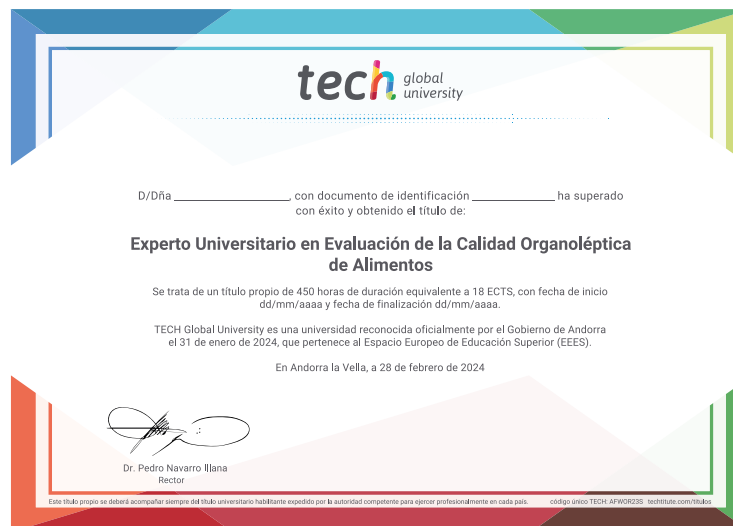 tech global university
D/Dña ______________, con documento de identificación ______________ ha superado
con éxito y obtenido el título de:
Experto Universitario en Evaluación de la Calidad Organoléptica
de Alimentos
Se trata de un título propio de 450 horas de duración equivalente a 18 ECTS, con fecha de inicio
dd/mm/aaaa y fecha de finalización dd/mm/aaaa.
TECH Global University es una universidad reconocida oficialmente por el Gobierno de Andorra
el 31 de enero de 2024, que pertenece al Espacio Europeo de Educación Superior (EEES).
En Andorra la Vella, a 28 de febrero de 2024
Dr. Pedro Navarro Illana
Rector
Este título propio se deberá acompañar siempre del título universitario habilitante expedido por la autoridad competente para ejercer profesionalmente en cada país. código único TECH: AFWOR23S techtitute.com/titulos